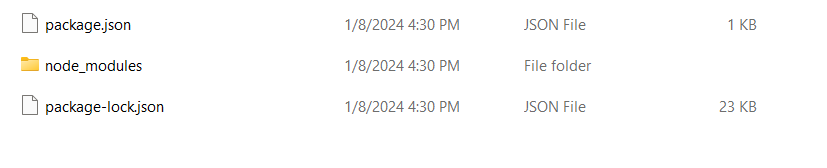 package.json 1/8/2024 4:30 PM JSON File 1 KB
node_modules 1/8/2024 4:30 PM File folder
package-lock.json 1/8/2024 4:30 PM JSON File 23 KB